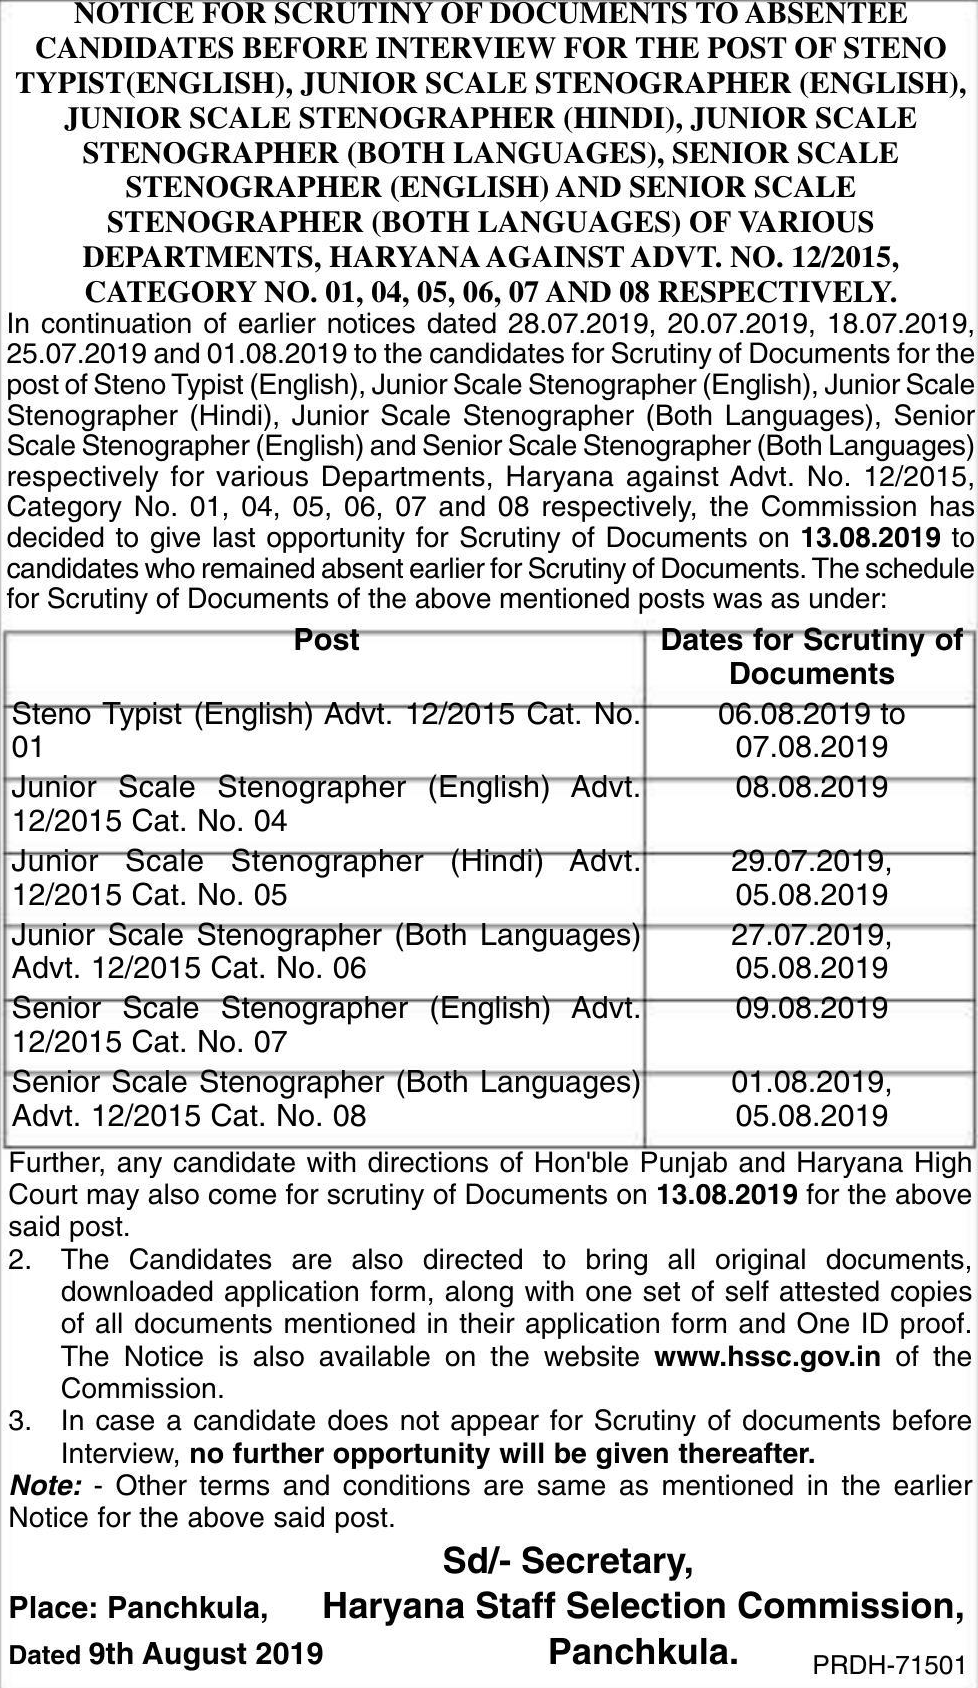 NOTICE FOR SCRUTINY OF DOCUMENTS TO ABSENTEE
CANDIDATES BEFORE INTERVIEW FOR THE POST OF STENO
TYPIST(ENGLISH), JUNIOR SCALE STENOGRAPHER (ENGLISH),
JUNIOR SCALE STENOGRAPHER (HINDI), JUNIOR SCALE
STENOGRAPHER (BOTH LANGUAGES), SENIOR SCALE
STENOGRAPHER (ENGLISH) AND SENIOR SCALE
STENOGRAPHER (BOTH LANGUAGES) OF VARIOUS
DEPARTMENTS, HARYANA AGAINST ADVT. NO. 12/2015,
CATEGORY NO. 01, 04, 05, 06, 07 AND 08 RESPECTIVELY.
In continuation of earlier notices dated 28.07.2019, 20.07.2019, 18.07.2019,
25.07.2019 and 01.08.2019 to the candidates for Scrutiny of Documents for the
post of Steno Typist (English), Junior Scale Stenographer (English), Junior Scale
Stenographer (Hindi), Junior Scale Stenographer (Both Languages), Senior
Scale Stenographer (English) and Senior Scale Stenographer (Both Languages)
respectively for various Departments, Haryana against Advt. No. 12/2015,
Category No. 01, 04, 05, 06, 07 and 08 respectively, the Commission has
decided to give last opportunity for Scrutiny of Documents on 13.08.2019 to
candidates who remained absent earlier for Scrutiny of Documents. The schedule
for Scrutiny of Documents of the above mentioned posts was as under:
Post Dates for Scrutiny of
Documents
Steno Typist (English) Advt. 12/2015 Cat. No. 06.08.2019 to
01 07.08.2019
Junior Scale Stenographer (English) Advt. 08.08.2019
12/2015 Cat. No. 04
Junior Scale Stenographer (Hindi) Advt. 29.07.2019,
12/2015 Cat. No. 05 05.08.2019
Junior Scale Stenographer (Both Languages) 27.07.2019,
Advt. 12/2015 Cat. No. 06 05.08.2019
Senior Scale Stenographer (English) Advt. 09.08.2019
12/2015 Cat. No. 07
Senior Scale Stenographer (Both Languages) 01.08.2019,
Advt. 12/2015 Cat. No. 08 05.08.2019
Further, any candidate with directions of Hon'ble Punjab and Haryana High
Court may also come for scrutiny of Documents on 13.08.2019 for the above
said post.
2. The Candidates are also directed to bring all original documents,
downloaded application form, along with one set of self attested copies
of all documents mentioned in their application form and One ID proof.
The Notice is also available on the website www.hssc.gov.in of the
Commission.
3. In case a candidate does not appear for Scrutiny of documents before
Interview, no further opportunity will be given thereafter.
Note: - Other terms and conditions are same as mentioned in the earlier
Notice for the above said post.
Sd/- Secretary,
Place: Panchkula, Haryana Staff Selection Commission,
Dated 9th August 2019 Panchkula.
PRDH-71501